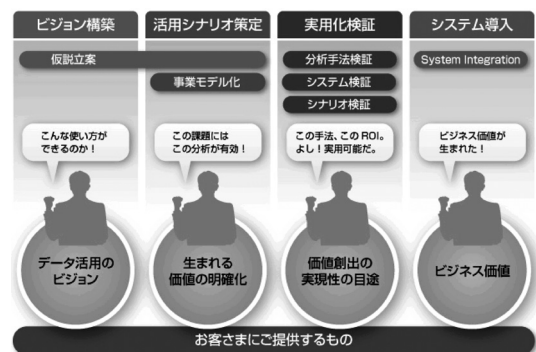 ビジョン構築
活用シナリオ策定
実用化検証
システム導入
仮説立案
事業モデル化
分析手法検証
システム検証
シナリオ検証
System Integration
こんな使い方が
できるのか！
この課題には
この分析が有効！
この手法、このROI。
よし！実用可能だ。
ビジネス価値が
生まれた！
データ活用の
ビジョン
生まれる
価値の明確化
価値創出の
実現性の目途
ビジネス価値
お客さまにご提供するもの